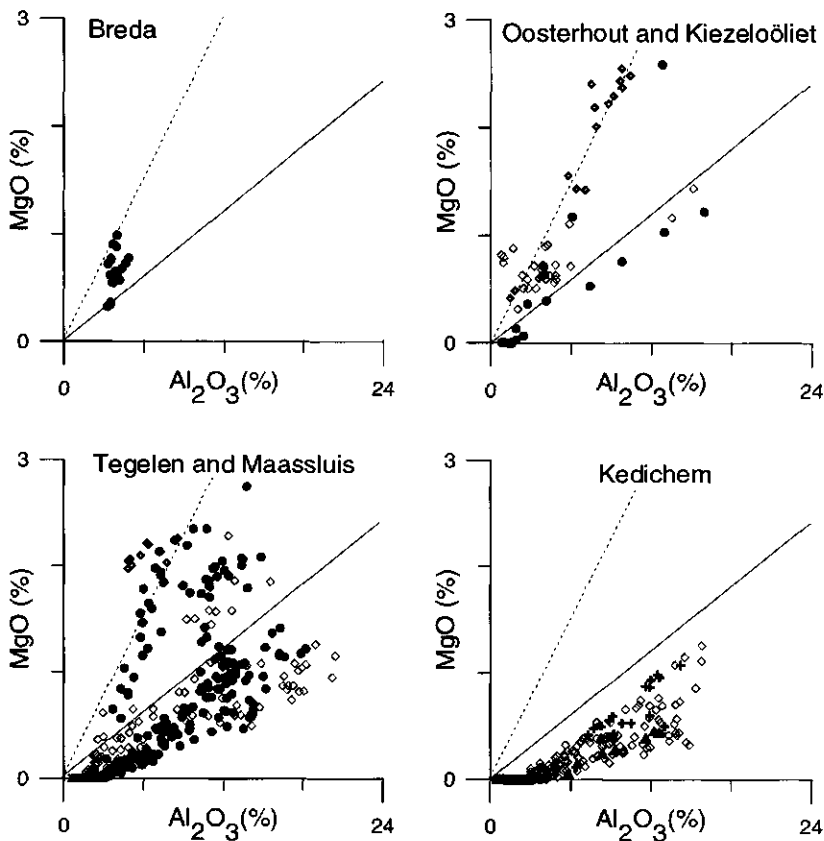 Breda
3
MgO (%)
0
0
Al₂O₃(%)
24
Oosterhout and Kiezeloöliet
3
MgO (%)
0
0
Al₂O₃(%)
24
Tegelen and Maassluis
3
MgO (%)
0
0
Al₂O₃(%)
24
Kedichem
3
MgO (%)
0
0
Al₂O₃(%)
24